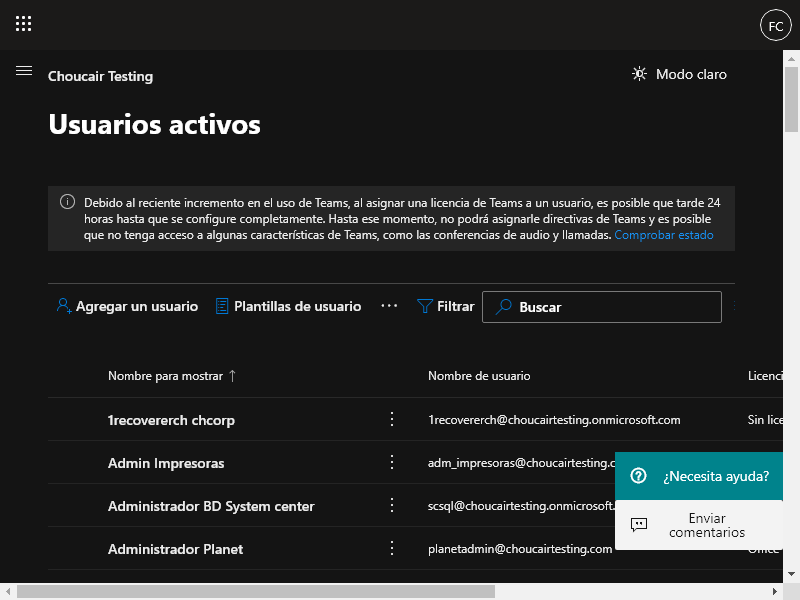 FC
Choucair Testing
Modo claro
Usuarios activos
Debido al reciente incremento en el uso de Teams, al asignar una licencia de Teams a un usuario, es posible que tarde 24
horas hasta que se configure completamente. Hasta ese momento, no podrá asignarle directivas de Teams y es posible
que no tenga acceso a algunas características de Teams, como las conferencias de audio y llamadas. Comprobar estado
Agregar un usuario Plantillas de usuario ··· Filtrar Buscar
Nombre para mostrar ↑ Nombre de usuario Licenci
1recovererch chcorp 1recovererch@choucairtesting.onmicrosoft.com Sin lice
Admin Impresoras adm_impresoras@choucairtesting.c
¿Necesita ayuda?
Administrador BD System center scsql@choucairtesting.onmicrosoft.
Enviar
comentarios
Administrador Planet planetadmin@choucairtesting.com